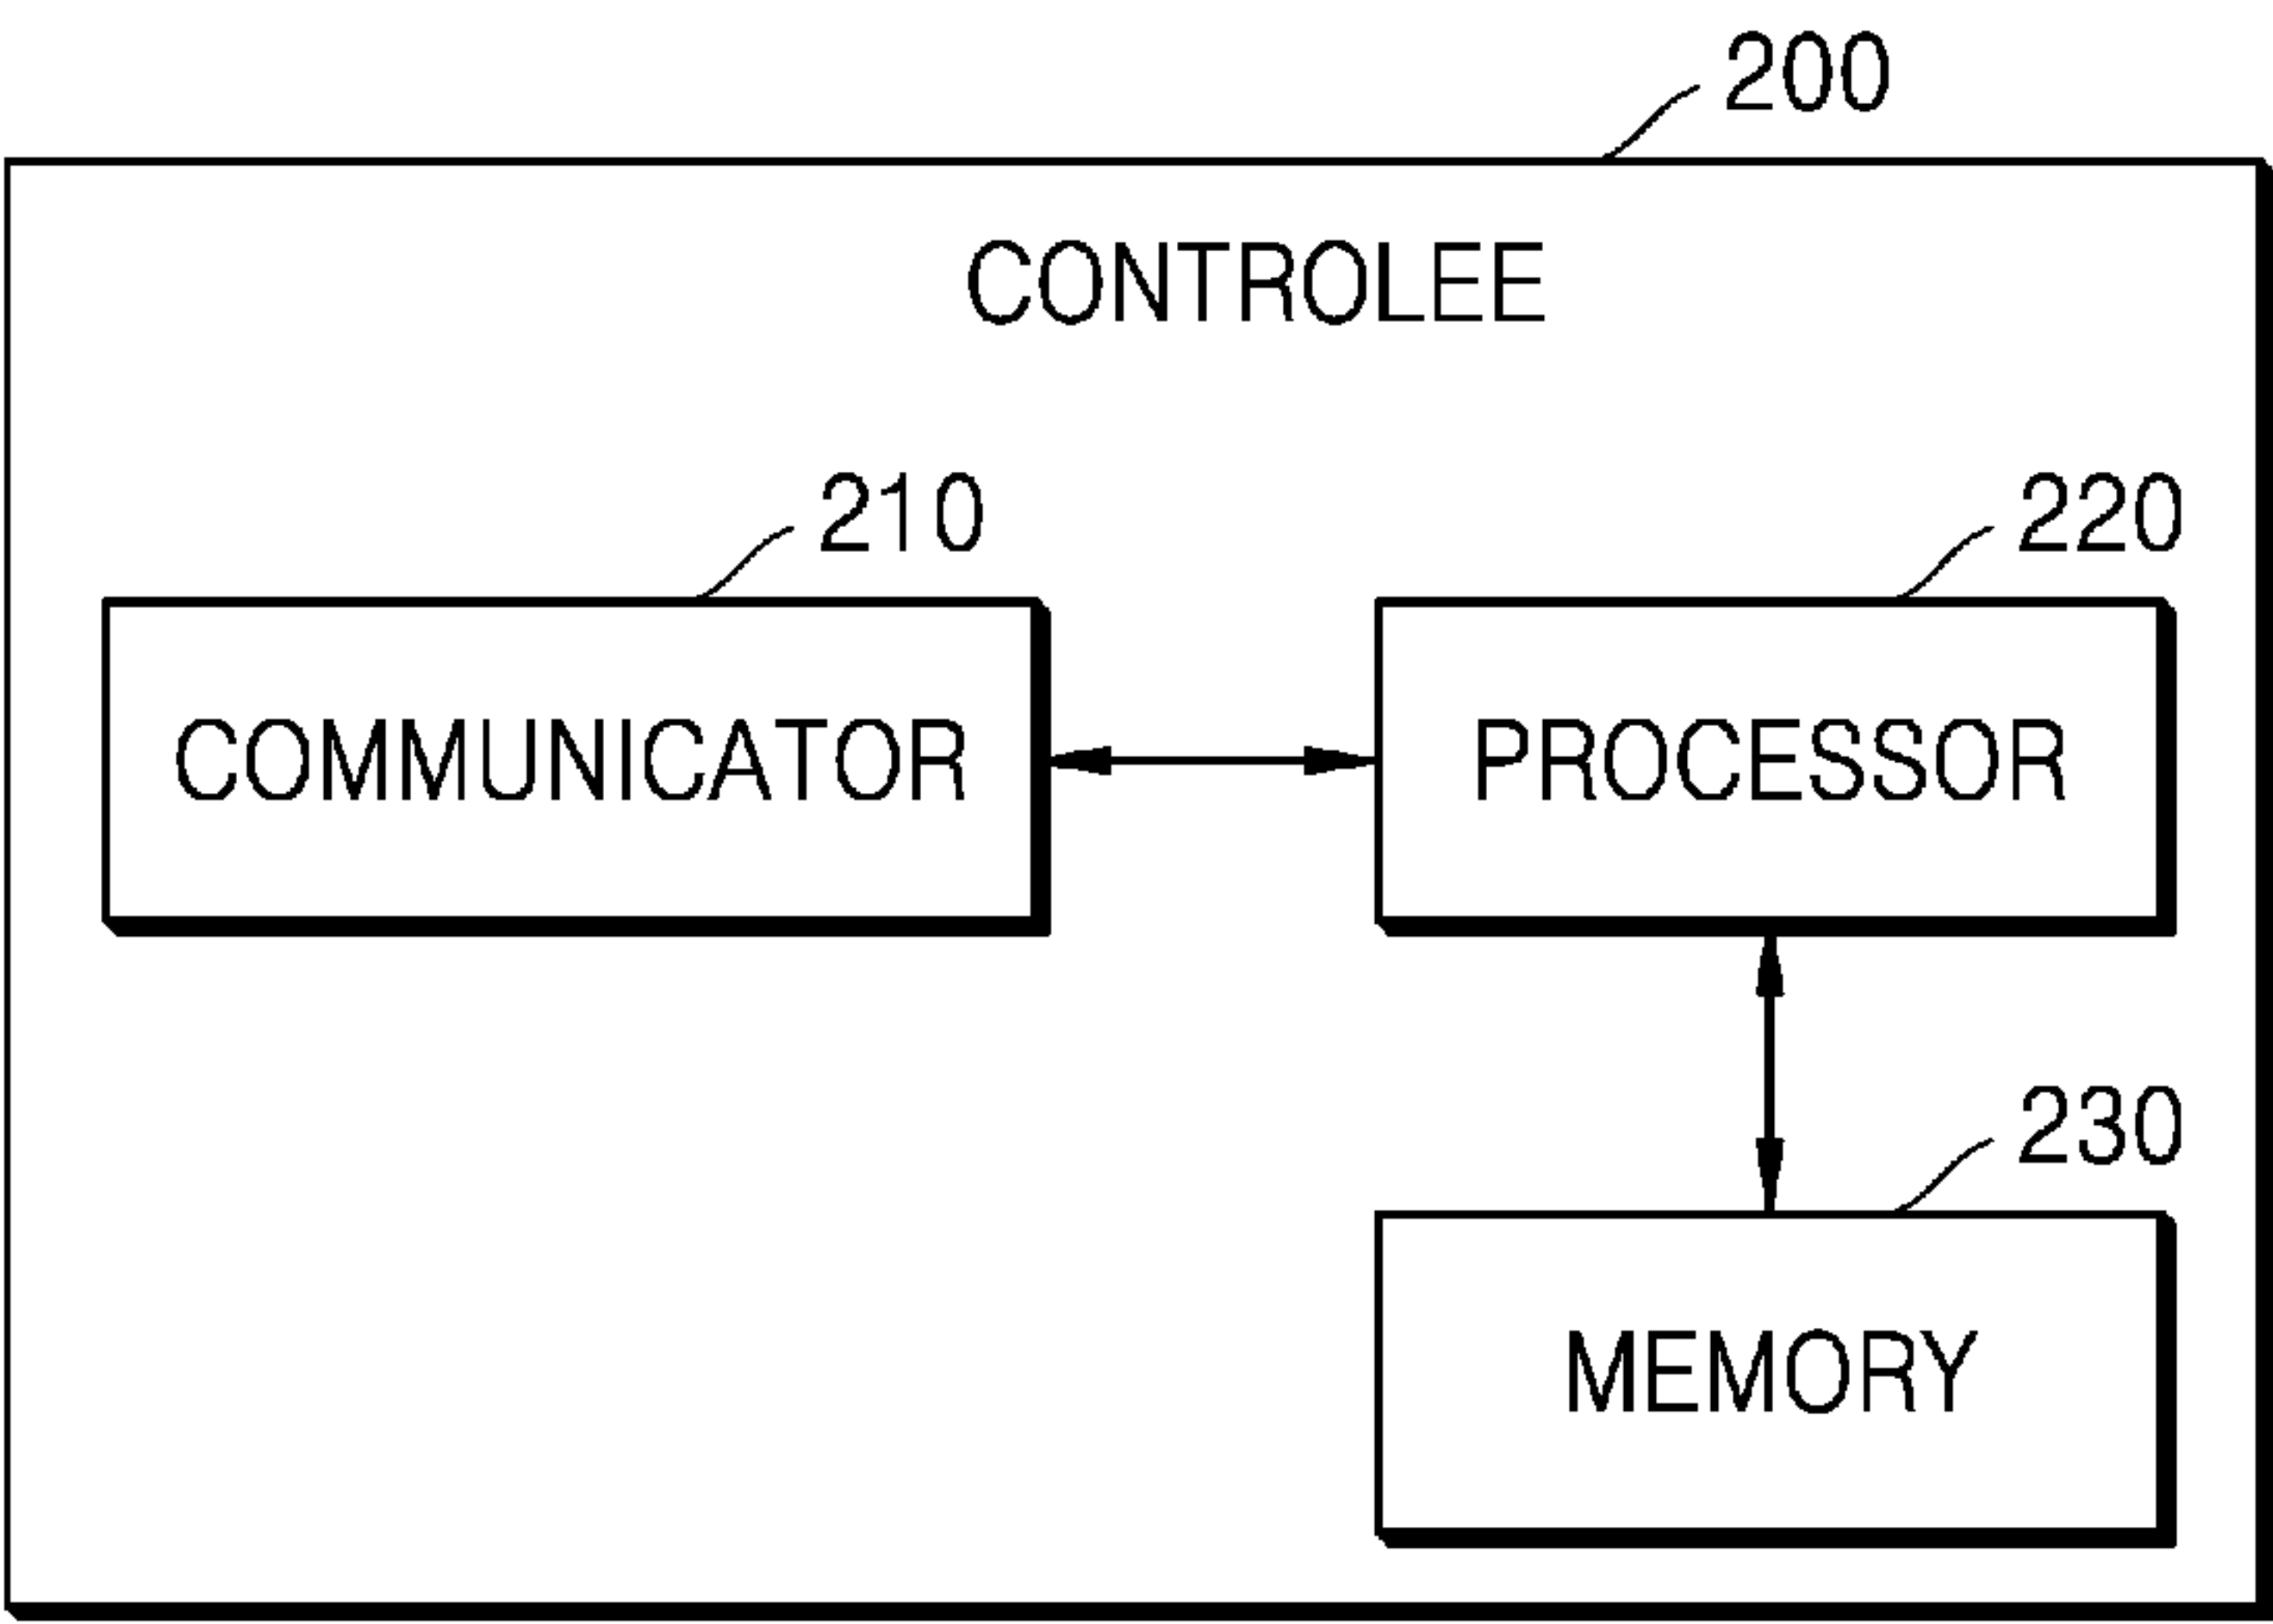 200
CONTROLEE
210
220
COMMUNICATOR
PROCESSOR
230
MEMORY